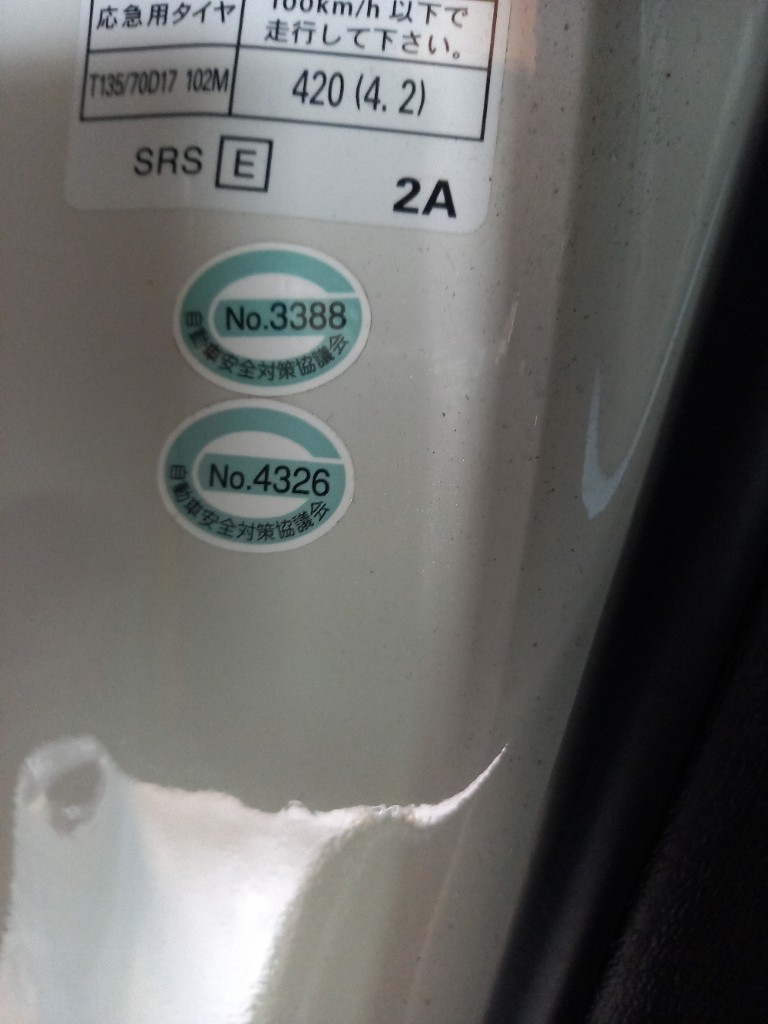 応急用タイヤ
100km/h 以下で
走行して下さい。
T135/70D17 102M
420 (4. 2)
SRS E
2A
No.3388
自動車安全対策協議会
No.4326
自動車安全対策協議会